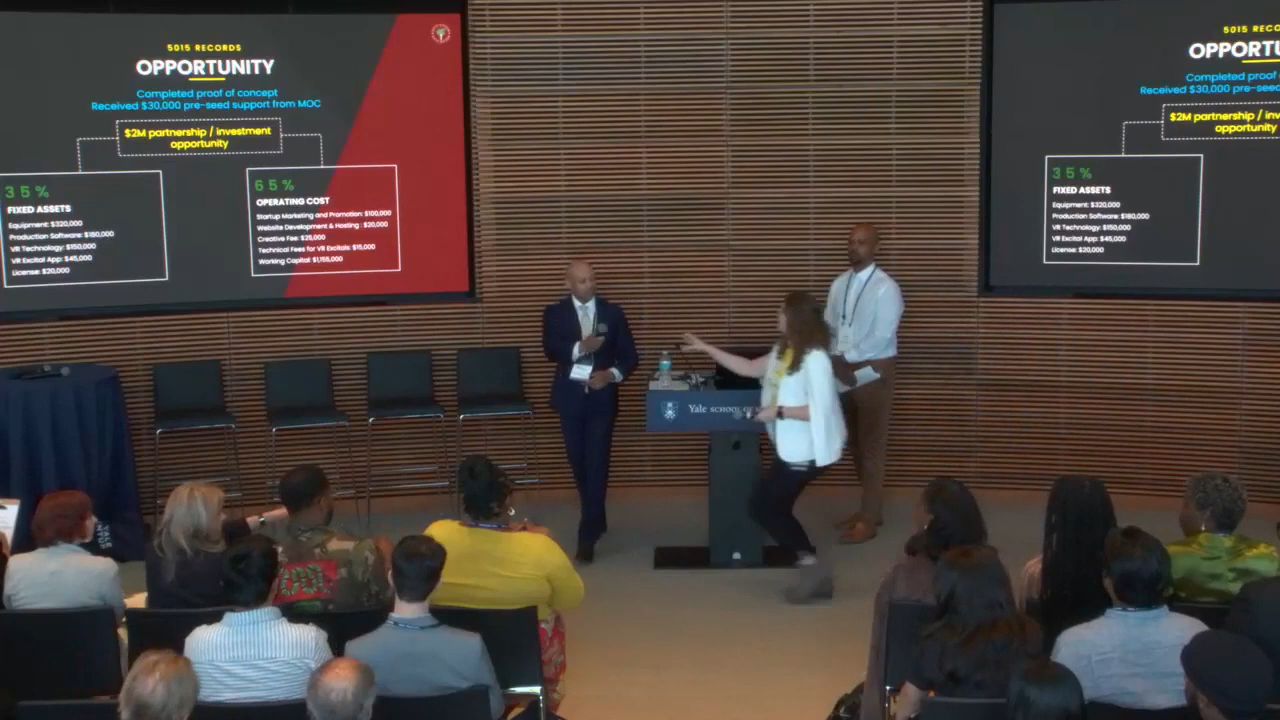 5015 RECORDS
OPPORTUNITY
Completed proof of concept
Received $30,000 pre-seed support from MOC
$2M partnership / investment
opportunity
35%
FIXED ASSETS
Equipment: $320,000
Production Software: $180,000
VR Technology: $150,000
VR Excital App: $45,000
License: $20,000
65%
OPERATING COST
Startup Marketing and Promotion: $100,000
Website Development & Hosting : $20,000
Creative Fee: $25,000
Technical Fees for VR Excitals: $15,000
Working Capital: $1,155,000
5015 RECORDS
OPPORTU
Completed proof of
Received $30,000 pre-seed
$2M partnership / inv
opportunity
35%
FIXED ASSETS
Equipment: $320,000
Production Software: $180,000
VR Technology: $150,000
VR Excital App: $45,000
License: $20,000
Yale SCHOOL OF
YALE